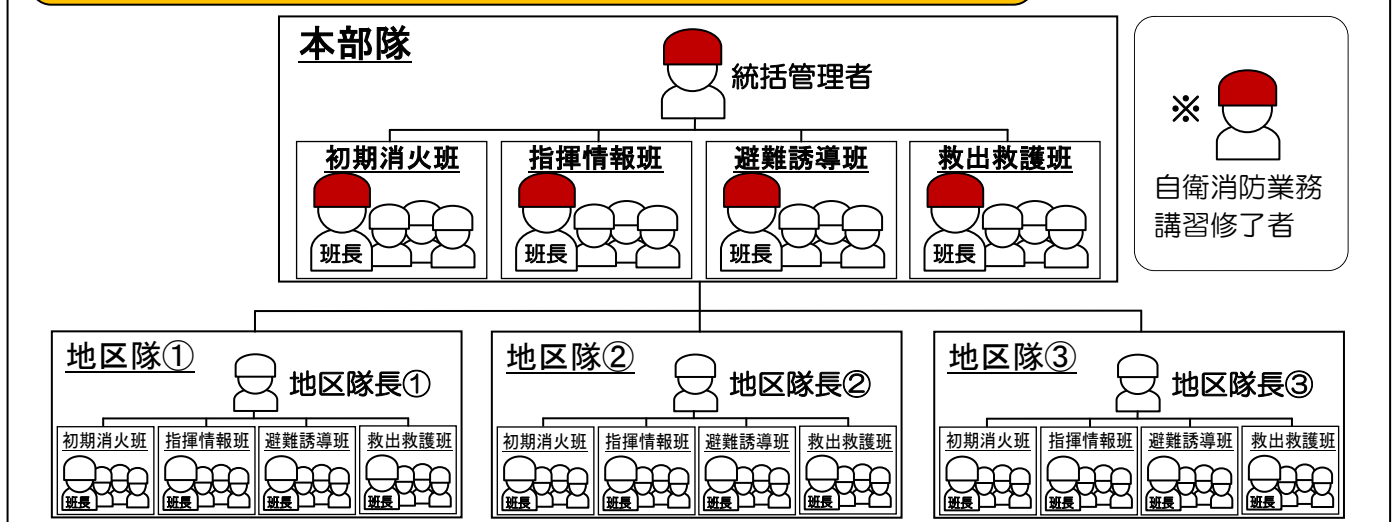 本部隊
統括管理者
初期消火班
指揮情報班
避難誘導班
救出救護班
班長
班長
班長
班長
※
自衛消防業務
講習修了者
地区隊①
地区隊長①
初期消火班
指揮情報班
避難誘導班
救出救護班
班長
班長
班長
班長
地区隊②
地区隊長②
初期消火班
指揮情報班
避難誘導班
救出救護班
班長
班長
班長
班長
地区隊③
地区隊長③
初期消火班
指揮情報班
避難誘導班
救出救護班
班長
班長
班長
班長